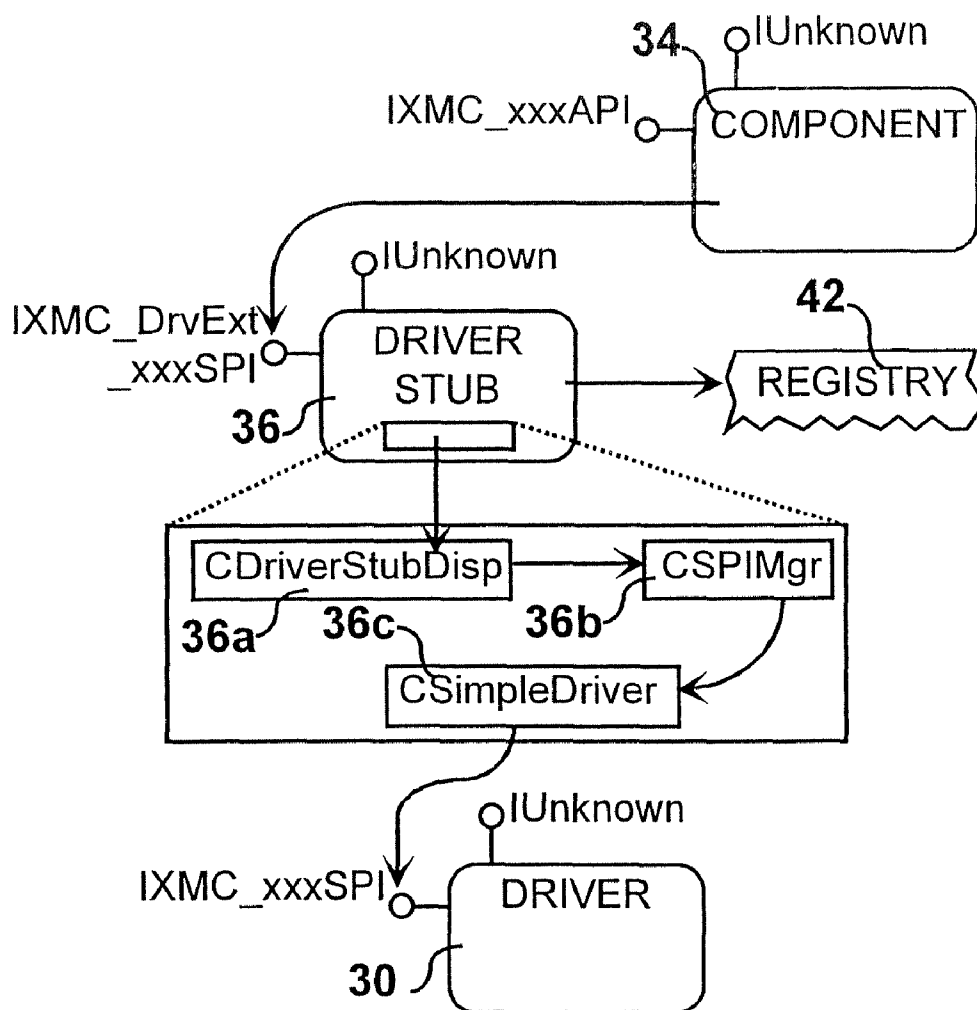 34
IUnknown
IXMC_xxxAPI
COMPONENT
IUnknown
IXMC_DrvExt
_xxxSPI
DRIVER
STUB
36
42
REGISTRY
CDriverStubDisp
CSPIMgr
36a
36c
36b
CSimpleDriver
IUnknown
IXMC_xxxSPI
DRIVER
30